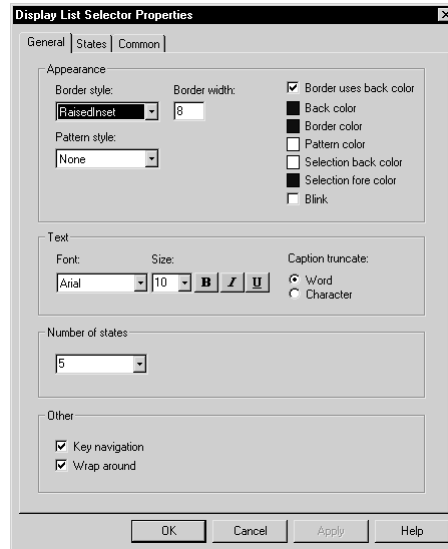 Display List Selector Properties
General States Common
Appearance
Border style: Border width: Border uses back color
RaisedInset 8 Back color
Border color
Pattern style: Pattern color
None Selection back color
Selection fore color
Blink
Text
Font: Size: Caption truncate:
Arial 10 B I U Word
Character
Number of states
5
Other
Key navigation
Wrap around
OK Cancel Apply Help